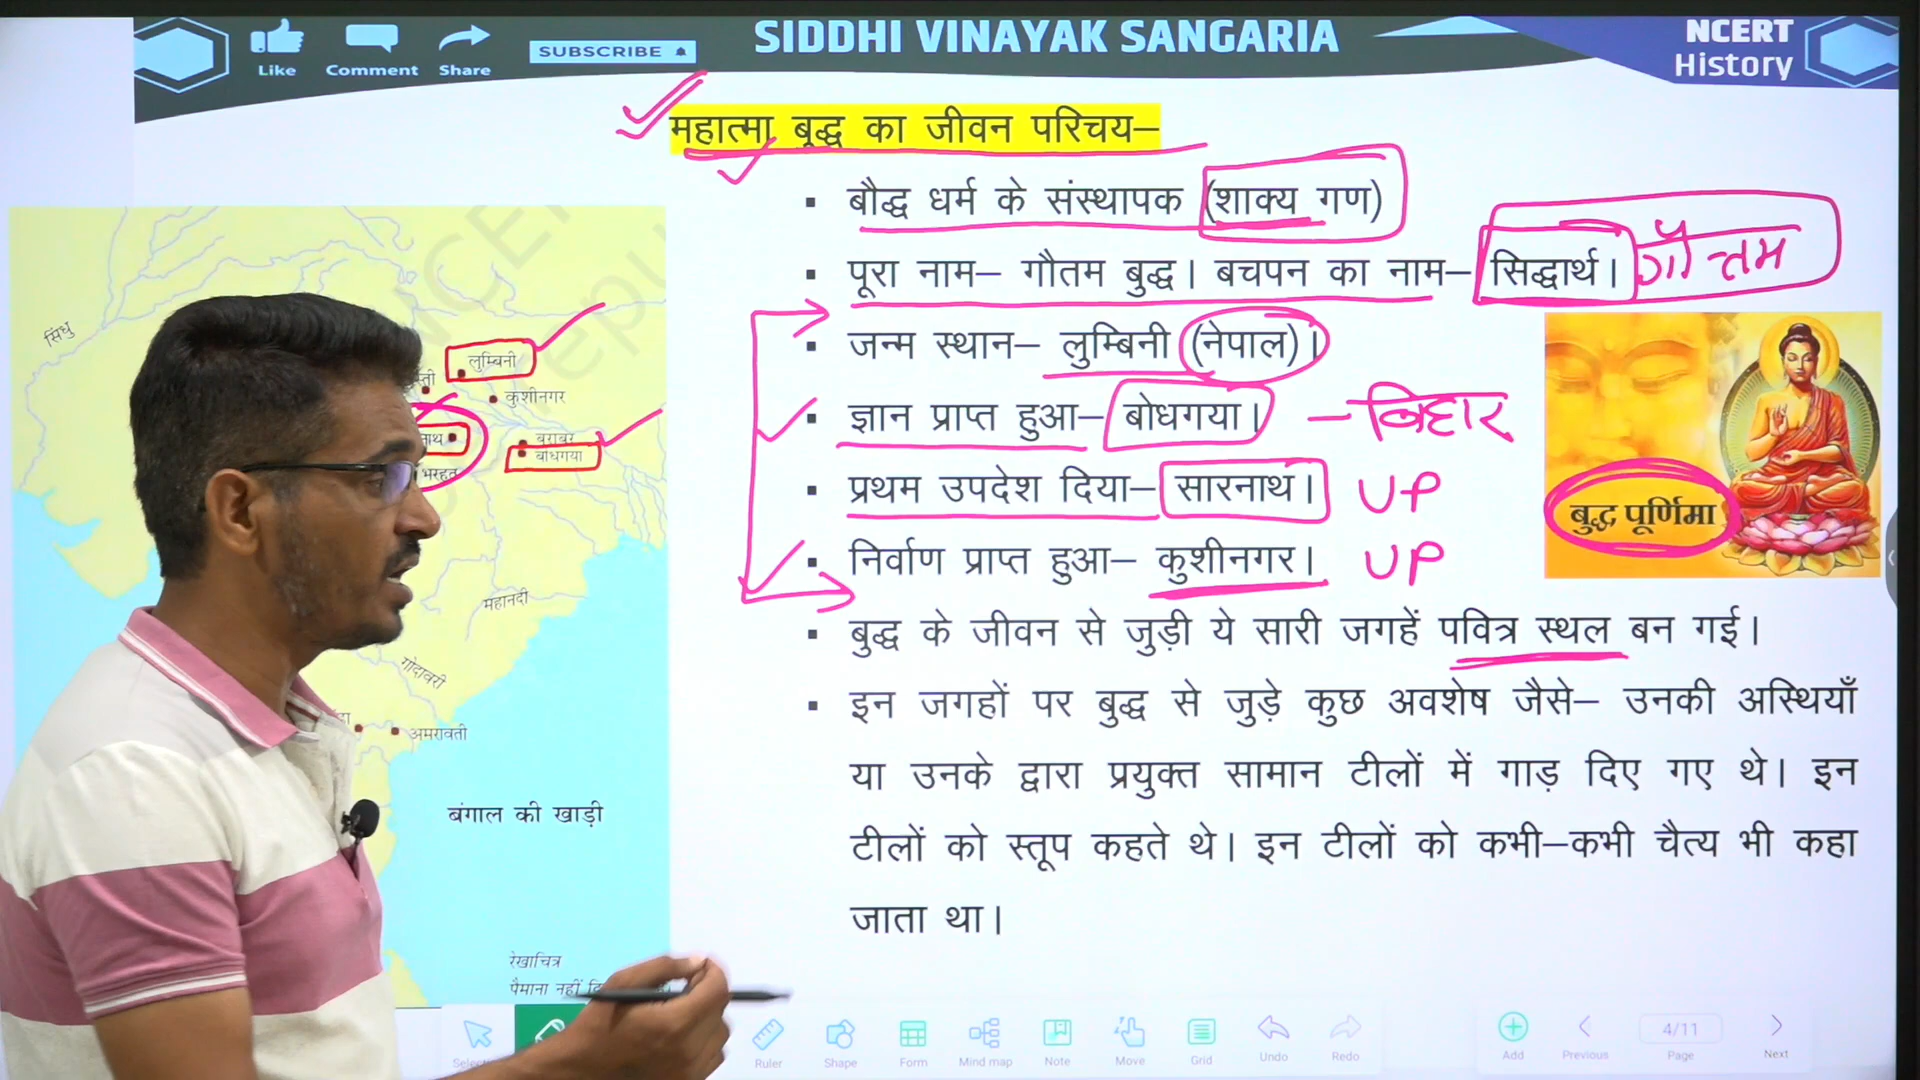 Like
Comment
Share
SUBSCRIBE
SIDDHI VINAYAK SANGARIA
NCERT
History
महात्मा बुद्ध का जीवन परिचय–
▪ बौद्ध धर्म के संस्थापक (शाक्य गण)
▪ पूरा नाम– गौतम बुद्ध। बचपन का नाम– सिद्धार्थ। गौतम
▪ जन्म स्थान– लुम्बिनी (नेपाल)।
▪ ज्ञान प्राप्त हुआ– बोधगया। – बिहार
▪ प्रथम उपदेश दिया– सारनाथ। UP
▪ निर्वाण प्राप्त हुआ– कुशीनगर। UP
▪ बुद्ध के जीवन से जुड़ी ये सारी जगहें पवित्र स्थल बन गई।
▪ इन जगहों पर बुद्ध से जुड़े कुछ अवशेष जैसे– उनकी अस्थियाँ
या उनके द्वारा प्रयुक्त सामान टीलों में गाड़ दिए गए थे। इन
टीलों को स्तूप कहते थे। इन टीलों को कभी–कभी चैत्य भी कहा
जाता था।
बुद्ध पूर्णिमा
सिंधु
लुम्बिनी
कुशीनगर
बराबर
बोधगया
भरहुत
महानदी
गोदावरी
अमरावती
बंगाल की खाड़ी
रेखाचित्र
पैमाना नहीं
Ruler
Shape
Form
Mind map
Note
Move
Grid
Undo
Redo
Add
Previous
4/11
Page
Next